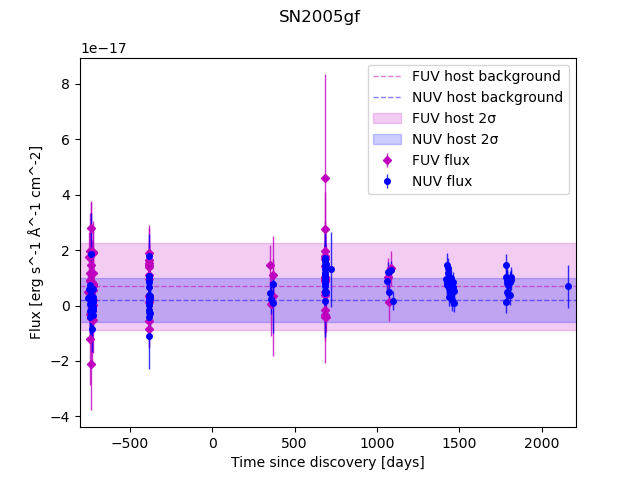 SN2005gf
1e−17
FUV host background
NUV host background
FUV host 2σ
NUV host 2σ
FUV flux
NUV flux
8
6
4
2
0
−2
−4
Flux [erg s^-1 Å^-1 cm^-2]
−500 0 500 1000 1500 2000
Time since discovery [days]